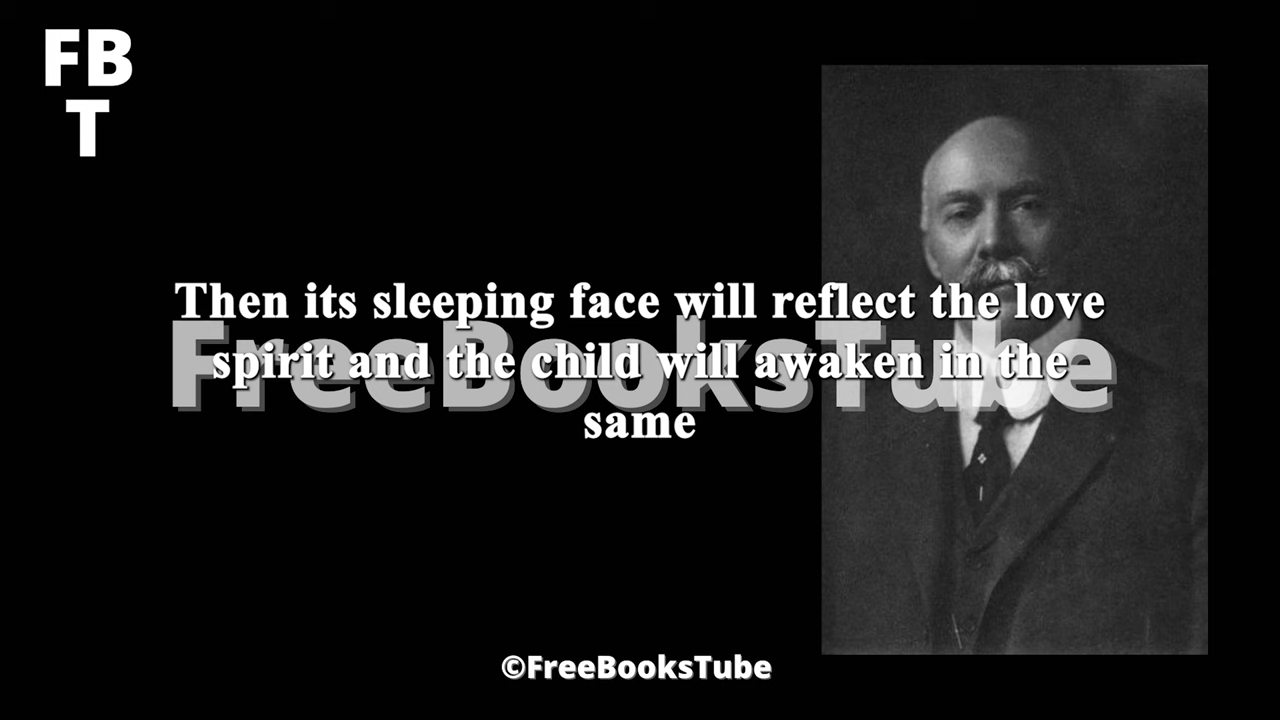 FB
T
Then its sleeping face will reflect the love
FreeBooksTube
spirit and the child will awaken in the
same
©FreeBooksTube